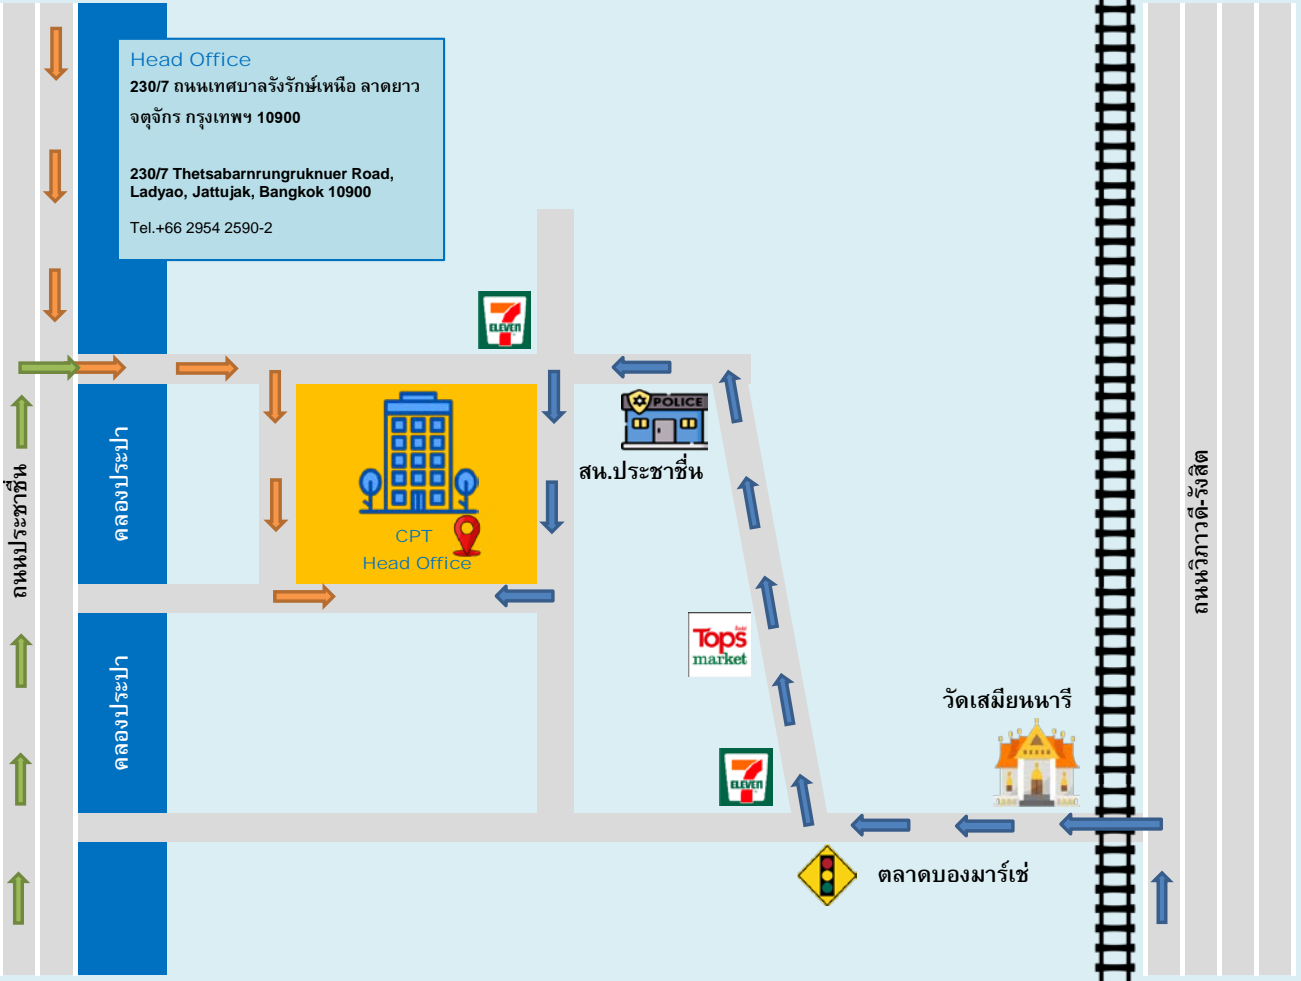 Head Office
230/7 ถนนเทศบาลรังรักษ์เหนือ ลาดยาว
จตุจักร กรุงเทพฯ 10900
230/7 Thetsabarnrungruknuer Road,
Ladyao, Jattujak, Bangkok 10900
Tel.+66 2954 2590-2
7
ELEVEN
POLICE
สน.ประชาชื่น
คลองประปา
ถนนประชาชื่น
CPT
Head Office
ถนนวิภาวดี-รังสิต
Tops
market
คลองประปา
วัดเสมียนนารี
7
ELEVEN
ตลาดบองมาร์เช่